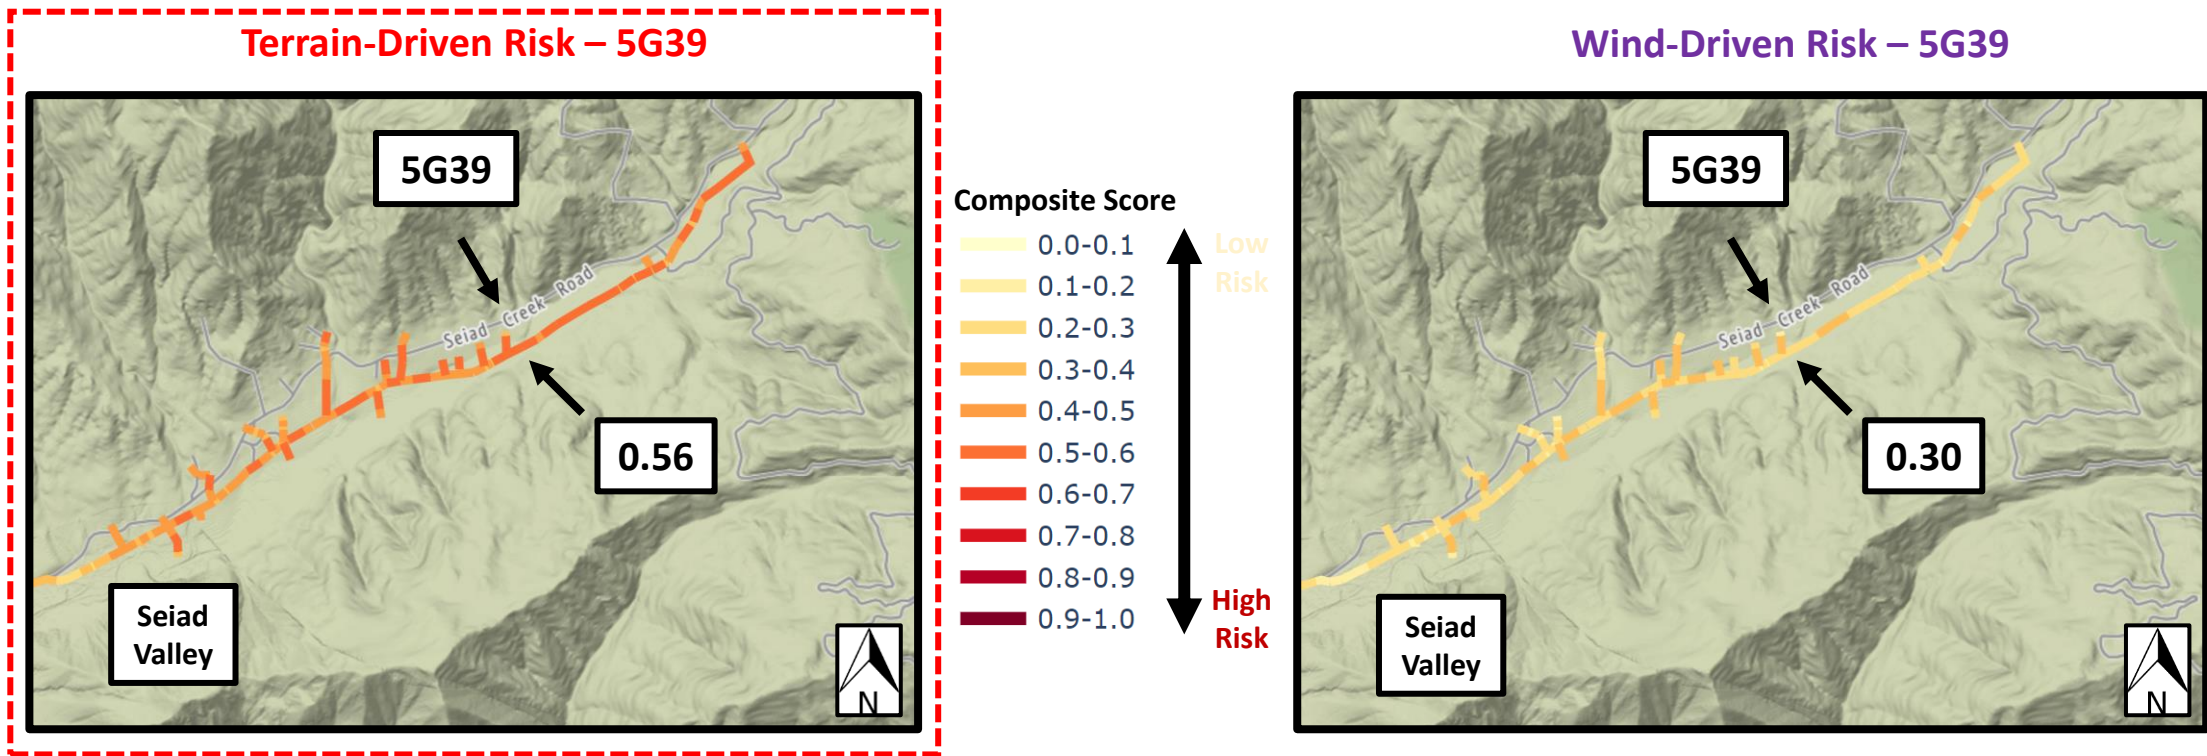 Terrain-Driven Risk – 5G39
5G39
Seiad Creek Road
0.56
Seiad
Valley
N
Composite Score
0.0-0.1
0.1-0.2
0.2-0.3
0.3-0.4
0.4-0.5
0.5-0.6
0.6-0.7
0.7-0.8
0.8-0.9
0.9-1.0
Low
Risk
High
Risk
Wind-Driven Risk – 5G39
5G39
Seiad Creek Road
0.30
Seiad
Valley
N